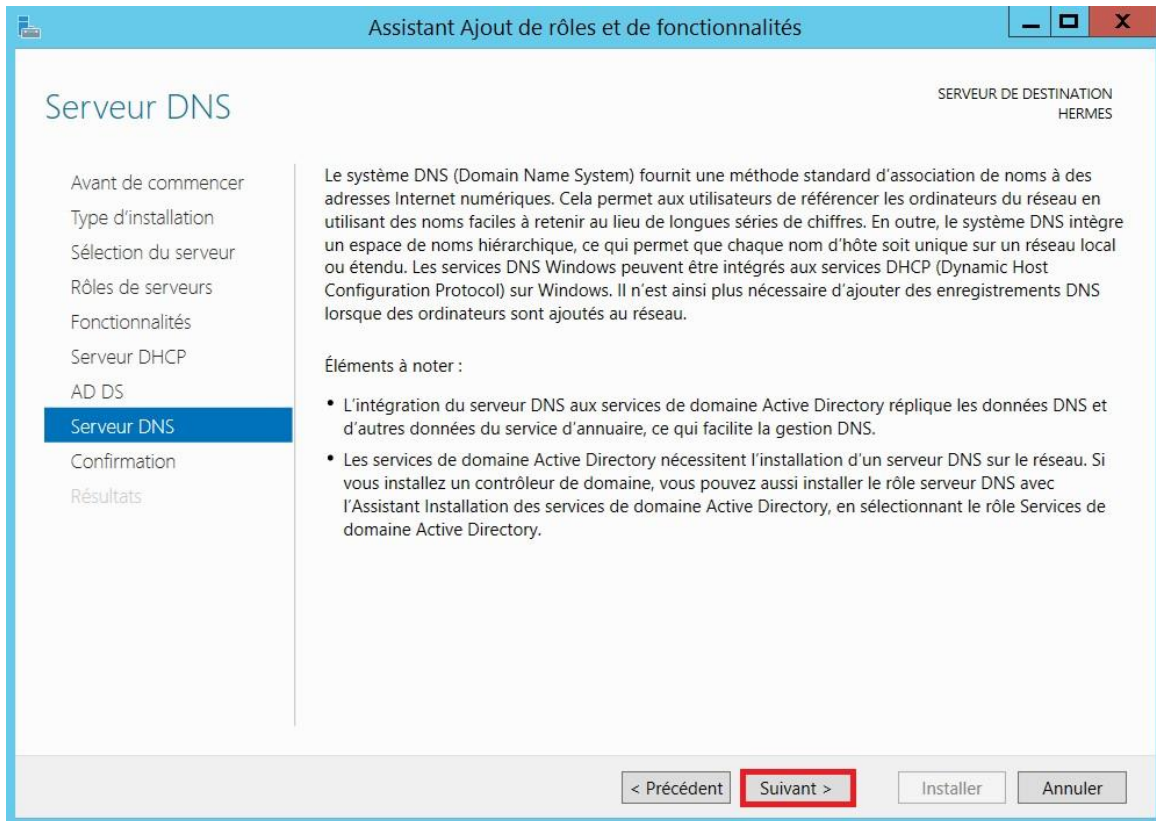 Assistant Ajout de rôles et de fonctionnalités
X
Serveur DNS
SERVEUR DE DESTINATION
HERMES
Avant de commencer
Type d'installation
Sélection du serveur
Rôles de serveurs
Fonctionnalités
Serveur DHCP
AD DS
Serveur DNS
Confirmation
Résultats
Le système DNS (Domain Name System) fournit une méthode standard d'association de noms à des
adresses Internet numériques. Cela permet aux utilisateurs de référencer les ordinateurs du réseau en
utilisant des noms faciles à retenir au lieu de longues séries de chiffres. En outre, le système DNS intègre
un espace de noms hiérarchique, ce qui permet que chaque nom d'hôte soit unique sur un réseau local
ou étendu. Les services DNS Windows peuvent être intégrés aux services DHCP (Dynamic Host
Configuration Protocol) sur Windows. Il n'est ainsi plus nécessaire d'ajouter des enregistrements DNS
lorsque des ordinateurs sont ajoutés au réseau.
Éléments à noter :
• L'intégration du serveur DNS aux services de domaine Active Directory réplique les données DNS et
d'autres données du service d'annuaire, ce qui facilite la gestion DNS.
• Les services de domaine Active Directory nécessitent l'installation d'un serveur DNS sur le réseau. Si
vous installez un contrôleur de domaine, vous pouvez aussi installer le rôle serveur DNS avec
l'Assistant Installation des services de domaine Active Directory, en sélectionnant le rôle Services de
domaine Active Directory.
< Précédent
Suivant >
Installer
Annuler